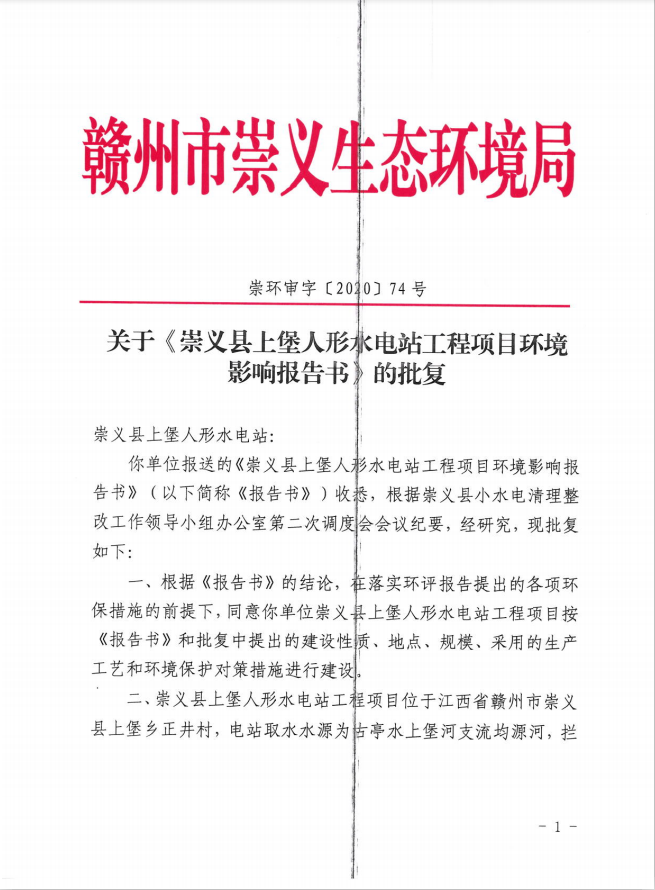 赣州市崇义生态环境局
崇环审字〔2020〕74号
关于《崇义县上堡人形水电站工程项目环境
影响报告书》的批复
崇义县上堡人形水电站：
你单位报送的《崇义县上堡人形水电站工程项目环境影响报
告书》（以下简称《报告书》）收悉，根据崇义县小水电清理整
改工作领导小组办公室第二次调度会会议纪要，经研究，现批复
如下：
一、根据《报告书》的结论，在落实环评报告提出的各项环
保措施的前提下，同意你单位崇义县上堡人形水电站工程项目按
《报告书》和批复中提出的建设性质、地点、规模、采用的生产
工艺和环境保护对策措施进行建设。
二、崇义县上堡人形水电站工程项目位于江西省赣州市崇义
县上堡乡正井村，电站取水水源为古亭水上堡河支流均源河，拦
- 1 -